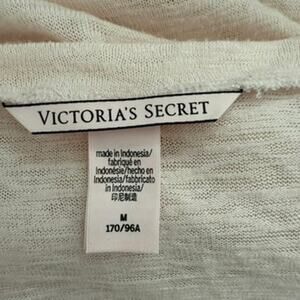 VICTORIA'S SECRET
made in Indonesia/
fabriqué en
Indonésie/hecho en
Indonesia/fabbricato
in Indonesia/
印尼制造
M
170/96A